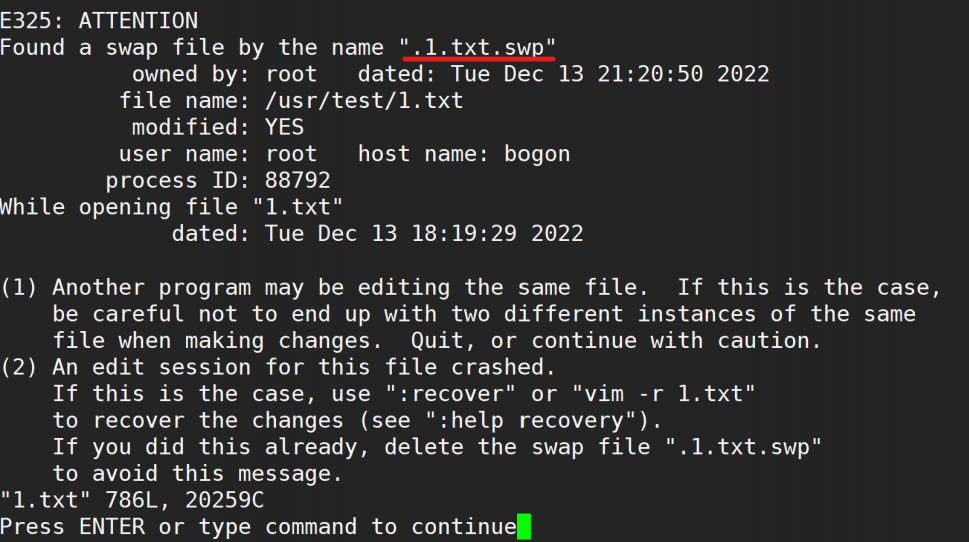 E325: ATTENTION
Found a swap file by the name ".1.txt.swp"
          owned by: root   dated: Tue Dec 13 21:20:50 2022
         file name: /usr/test/1.txt
          modified: YES
         user name: root   host name: bogon
        process ID: 88792
While opening file "1.txt"
             dated: Tue Dec 13 18:19:29 2022

(1) Another program may be editing the same file.  If this is the case,
    be careful not to end up with two different instances of the same
    file when making changes.  Quit, or continue with caution.
(2) An edit session for this file crashed.
    If this is the case, use ":recover" or "vim -r 1.txt"
    to recover the changes (see ":help recovery").
    If you did this already, delete the swap file ".1.txt.swp"
    to avoid this message.
"1.txt" 786L, 20259C
Press ENTER or type command to continue